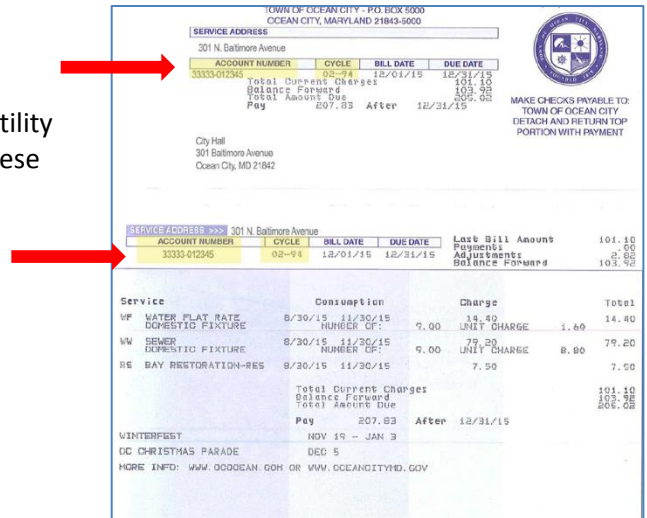 TOWN OF OCEAN CITY - P.O. BOX 5000
OCEAN CITY, MARYLAND 21843-5000
SERVICE ADDRESS
301 N. Baltimore Avenue
ACCOUNT NUMBER CYCLE BILL DATE DUE DATE
33333-012345 02-94 12/01/15 12/31/15
Total Current Charges 101.10
Balance Forward 103.92
Total Amount Due 205.02
Pay 207.83 After 12/31/15
MAKE CHECKS PAYABLE TO:
TOWN OF OCEAN CITY
DETACH AND RETURN TOP
PORTION WITH PAYMENT
tility
ese
City Hall
301 Baltimore Avenue
Ocean City, MD 21842
SERVICE ADDRESS >>> 301 N. Baltimore Avenue
ACCOUNT NUMBER CYCLE BILL DATE DUE DATE
33333-012345 02-94 12/01/15 12/31/15
Last Bill Amount 101.10
Payments .00
Adjustments 2.82
Balance Forward 103.92
Service Consumption Charge Total
WF WATER FLAT RATE 8/30/15 11/30/15 14.40 14.40
DOMESTIC FIXTURE NUMBER OF: 9.00 UNIT CHARGE 1.60
WW SEWER 8/30/15 11/30/15 79.20 79.20
DOMESTIC FIXTURE NUMBER OF: 9.00 UNIT CHARGE 8.80
RS BAY RESTORATION-RES 8/30/15 11/30/15 7.50 7.50
Total Current Charges 101.10
Balance Forward 103.92
Total Amount Due 205.02
Pay 207.83 After 12/31/15
WINTERFEST NOV 19 - JAN 3
OC CHRISTMAS PARADE DEC 5
MORE INFO: WWW.OCOCEAN.COM OR WWW.OCEANCITYMD.GOV